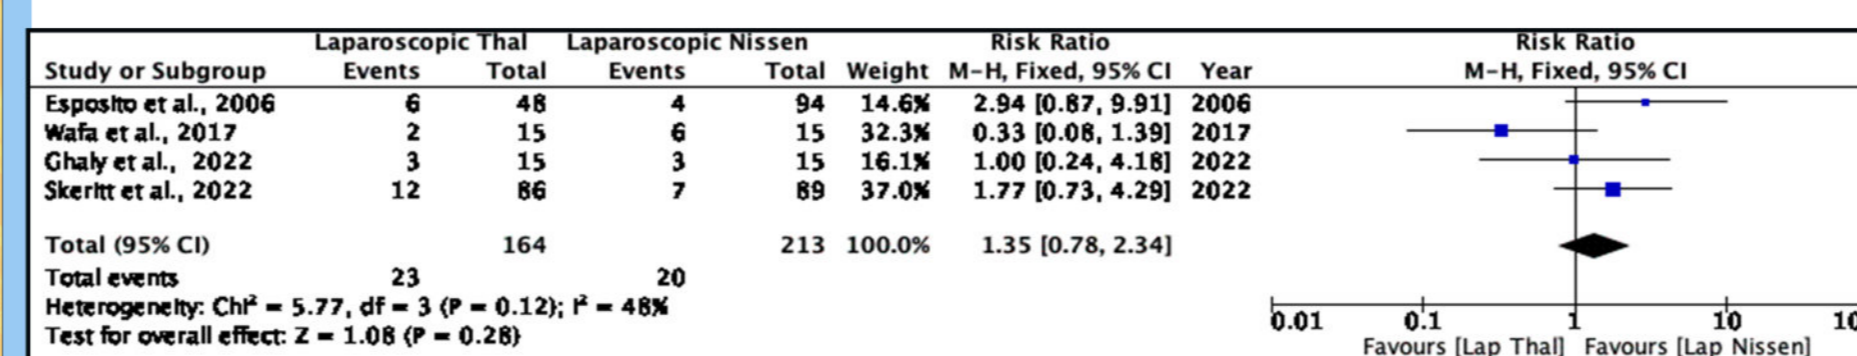 Laparoscopic Thal Laparoscopic Nissen Risk Ratio Risk Ratio
Study or Subgroup Events Total Events Total Weight M-H, Fixed, 95% CI Year M-H, Fixed, 95% CI
Esposito et al., 2006 6 48 4 94 14.6% 2.94 [0.87, 9.91] 2006
Wafa et al., 2017 2 15 6 15 32.3% 0.33 [0.08, 1.39] 2017
Ghaly et al., 2022 3 15 3 15 16.1% 1.00 [0.24, 4.18] 2022
Skeritt et al., 2022 12 86 7 89 37.0% 1.77 [0.73, 4.29] 2022
Total (95% CI) 164 213 100.0% 1.35 [0.78, 2.34]
Total events 23 20
Heterogeneity: Chi² = 5.77, df = 3 (P = 0.12); I² = 48%
Test for overall effect: Z = 1.08 (P = 0.28)
0.01 0.1 1 10
Favours [Lap Thal] Favours [Lap Nissen]